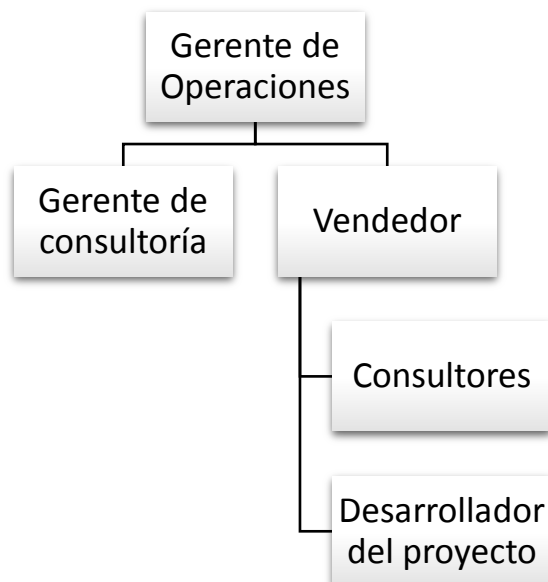 Gerente de
Operaciones
Gerente de
consultoría
Vendedor
Consultores
Desarrollador
del proyecto